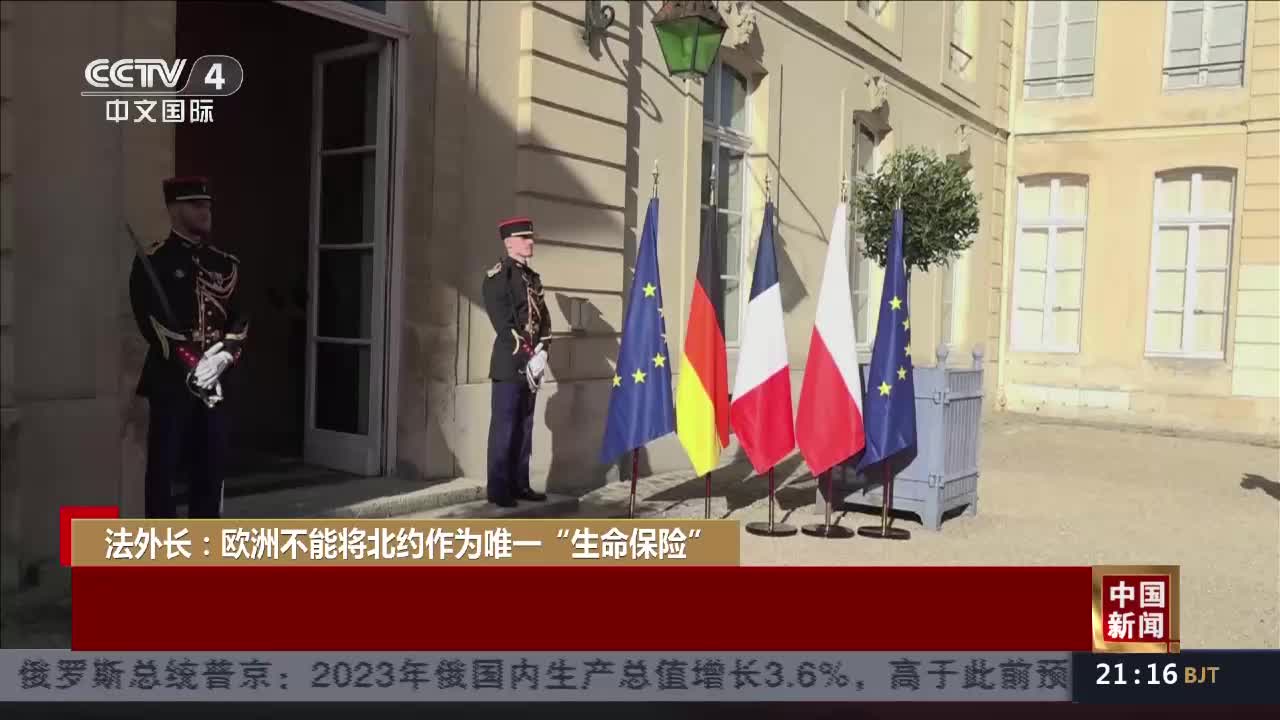 CCTV 4
中文国际
法外长：欧洲不能将北约作为唯一“生命保险”
中国
新闻
俄罗斯总统普京：2023年俄国内生产总值增长3.6%，高于此前预
21:16 BJT